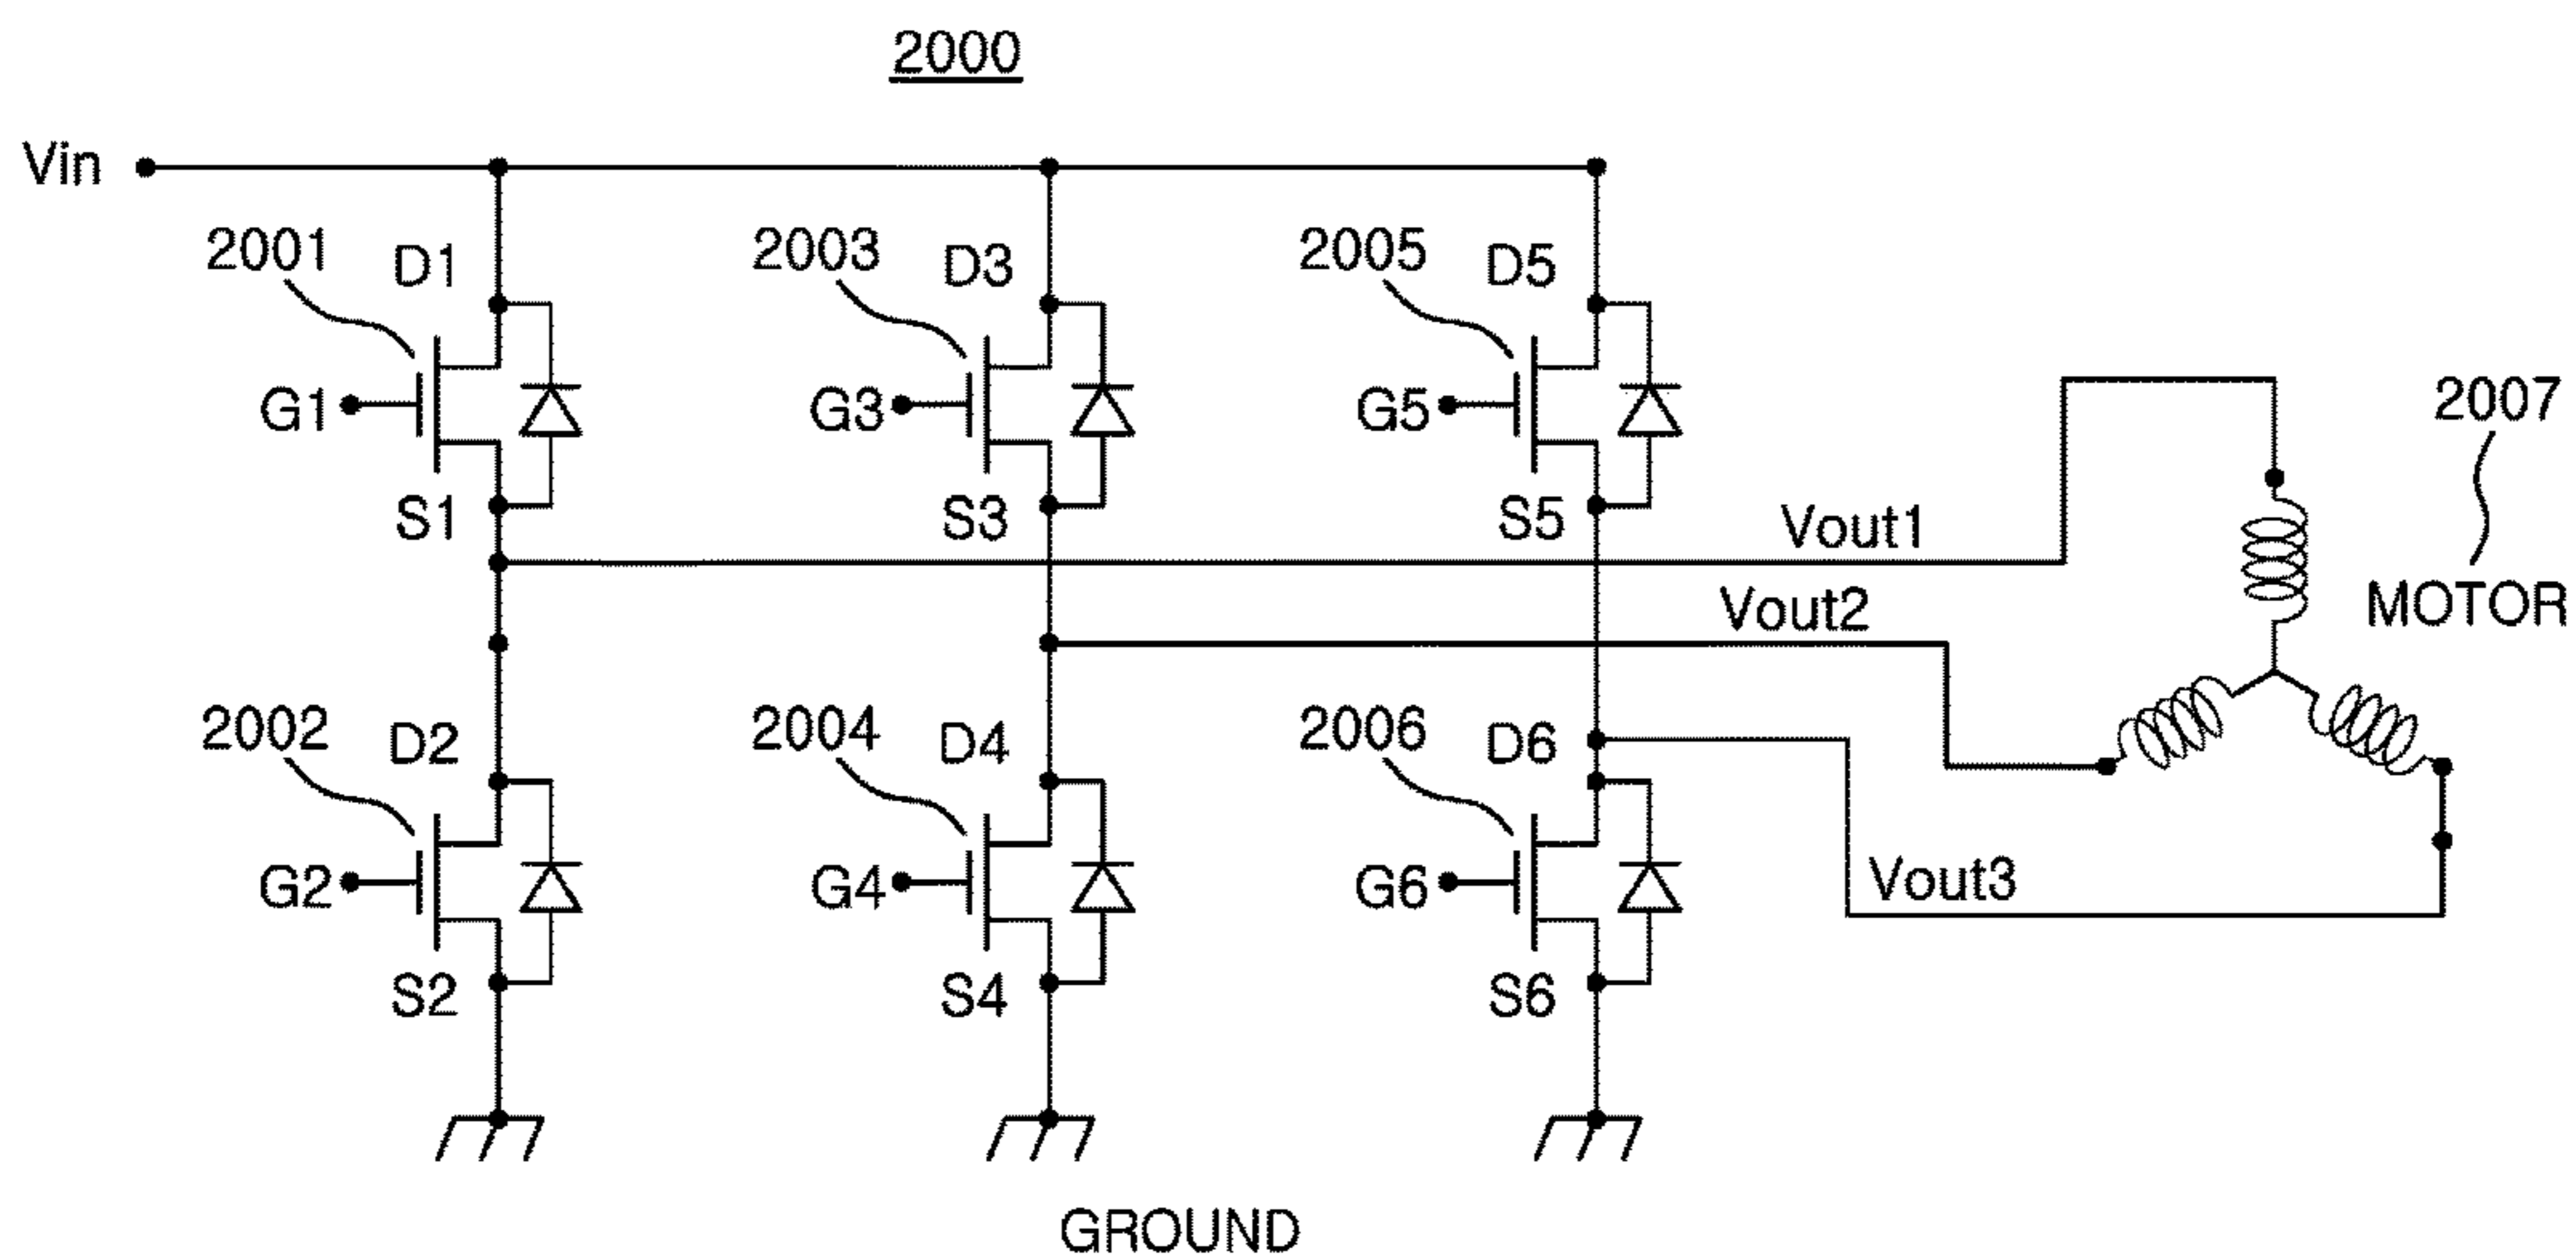 2000
Vin
2001 D1 2003 D3 2005 D5
G1 G3 G5 2007
S1 S3 S5 Vout1
Vout2 MOTOR
2002 D2 2004 D4 2006 D6
G2 G4 G6 Vout3
S2 S4 S6
GROUND